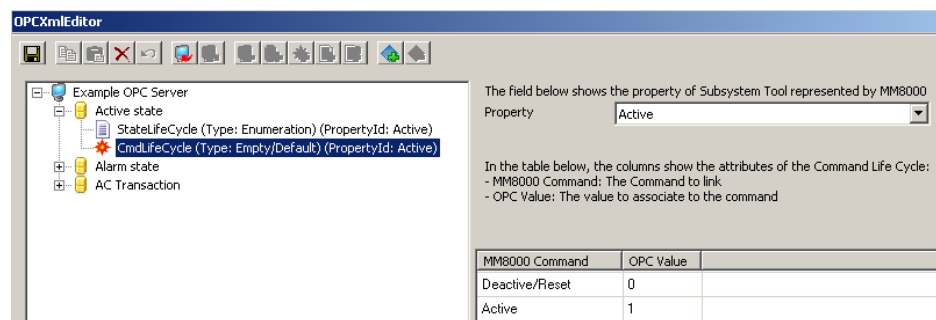 OPCXmlEditor
Example OPC Server
Active state
StateLifeCycle (Type: Enumeration) (PropertyId: Active)
CmdLifeCycle (Type: Empty/Default) (PropertyId: Active)
Alarm state
AC Transaction
The field below shows the property of Subsystem Tool represented by MM8000
Property
Active
In the table below, the columns show the attributes of the Command Life Cycle:
- MM8000 Command: The Command to link
- OPC Value: The value to associate to the command
MM8000 Command OPC Value
Deactive/Reset 0
Active 1